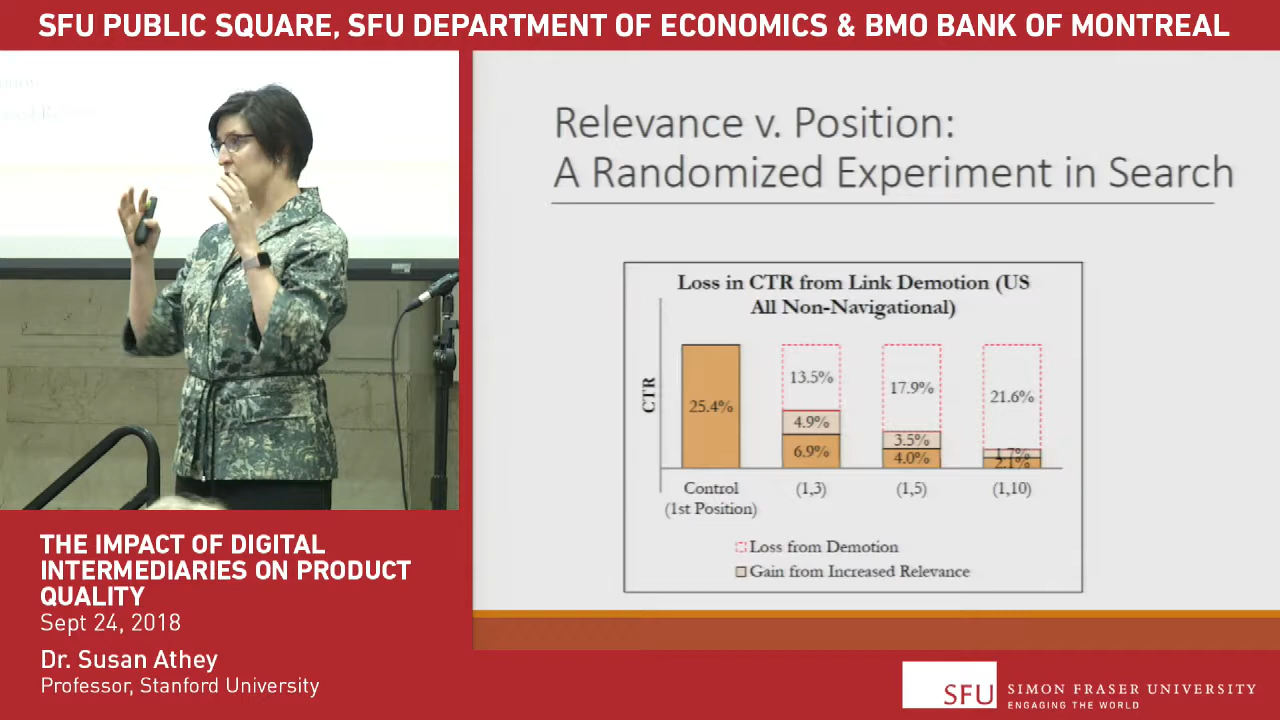 SFU PUBLIC SQUARE, SFU DEPARTMENT OF ECONOMICS & BMO BANK OF MONTREAL
Relevance v. Position:
A Randomized Experiment in Search
Loss in CTR from Link Demotion (US
All Non-Navigational)
CTR
25.4%
13.5%
4.9%
6.9%
17.9%
3.5%
4.0%
21.6%
1.7%
2.1%
Control
(1st Position)
(1,3)
(1,5)
(1,10)
Loss from Demotion
Gain from Increased Relevance
THE IMPACT OF DIGITAL
INTERMEDIARIES ON PRODUCT
QUALITY
Sept 24, 2018
Dr. Susan Athey
Professor, Stanford University
SFU
SIMON FRASER UNIVERSITY
ENGAGING THE WORLD